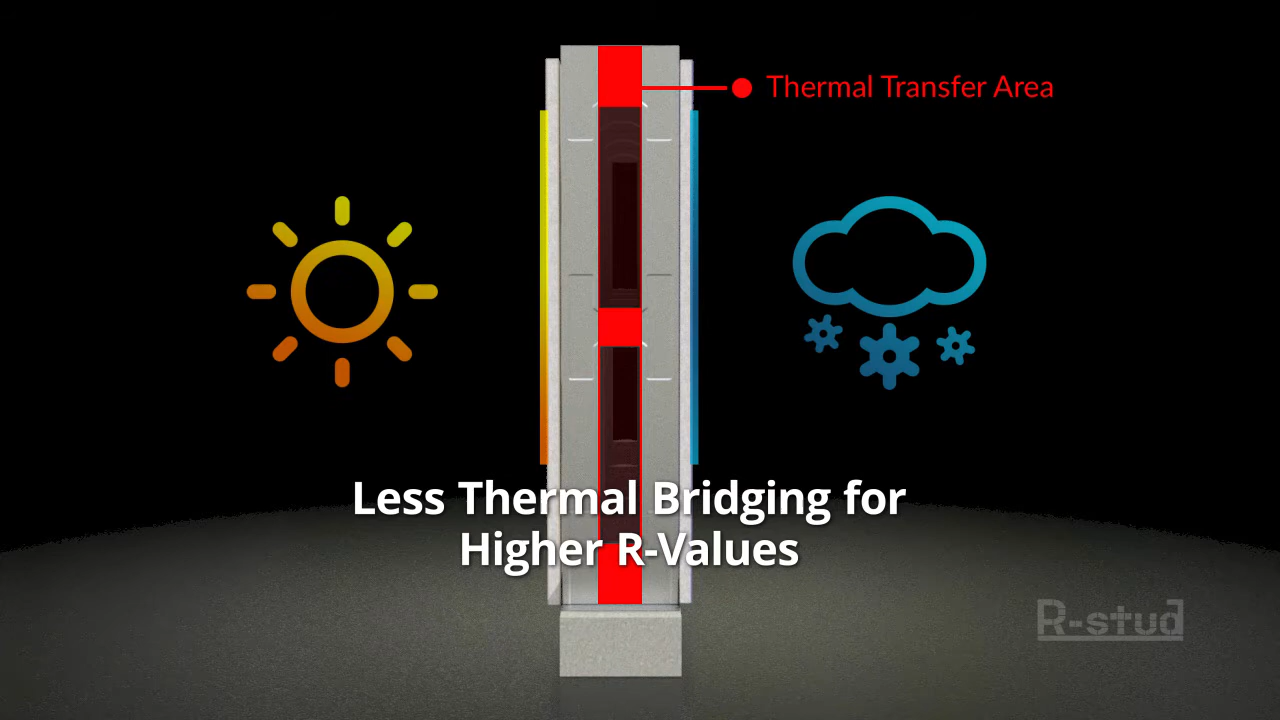 Thermal Transfer Area
Less Thermal Bridging for
Higher R-Values
R-stud